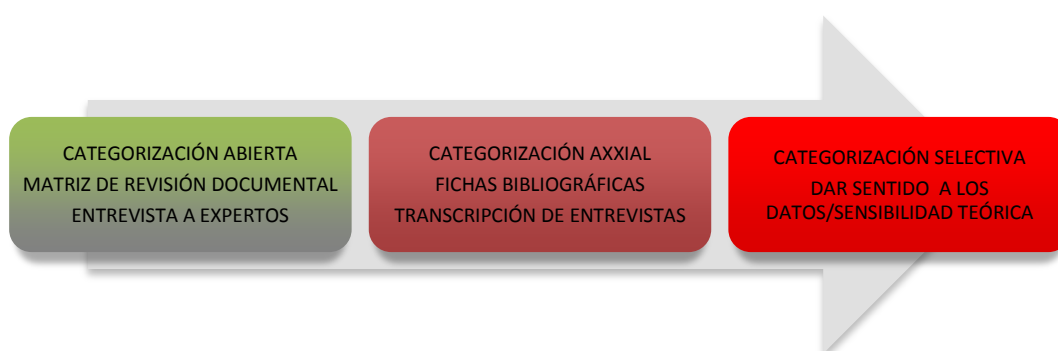 CATEGORIZACIÓN ABIERTA
MATRIZ DE REVISIÓN DOCUMENTAL
ENTREVISTA A EXPERTOS
CATEGORIZACIÓN AXXIAL
FICHAS BIBLIOGRÁFICAS
TRANSCRIPCIÓN DE ENTREVISTAS
CATEGORIZACIÓN SELECTIVA
DAR SENTIDO A LOS
DATOS/SENSIBILIDAD TEÓRICA